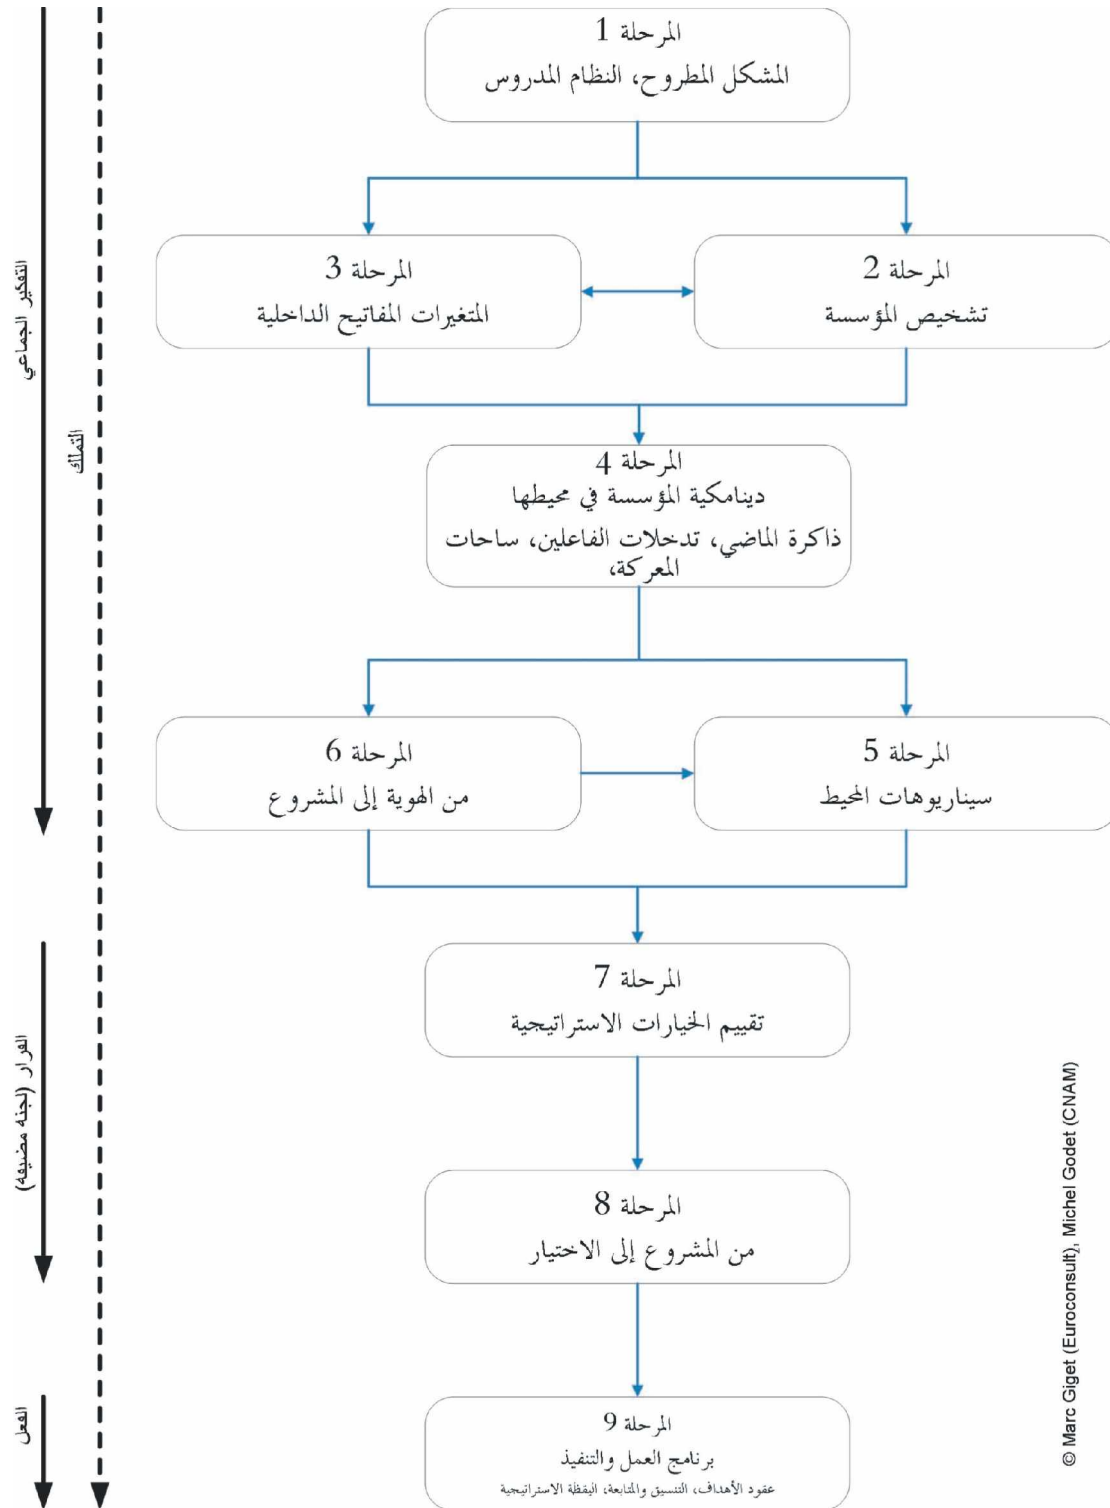 المرحلة 1
المشكل المطروح، النظام المدروس
المرحلة 2
تشخيص المؤسسة
المرحلة 3
المتغيرات المفاتيح الداخلية
المرحلة 4
دينامكية المؤسسة في محيطها
ذاكرة الماضي، تدخلات الفاعلين، ساحات
المعركة،
المرحلة 5
سيناريوهات المحيط
المرحلة 6
من الهوية إلى المشروع
المرحلة 7
تقييم الخيارات الاستراتيجية
المرحلة 8
من المشروع إلى الاختيار
المرحلة 9
برنامج العمل والتنفيذ
عقود الأهداف، التنسيق والمتابعة، اليقظة الاستراتيجية
التفكير الجماعي
التملك
القرار (لجنة مضيفة)
الفعل
© Marc Giget (Euroconsult), Michel Godet (CNAM)